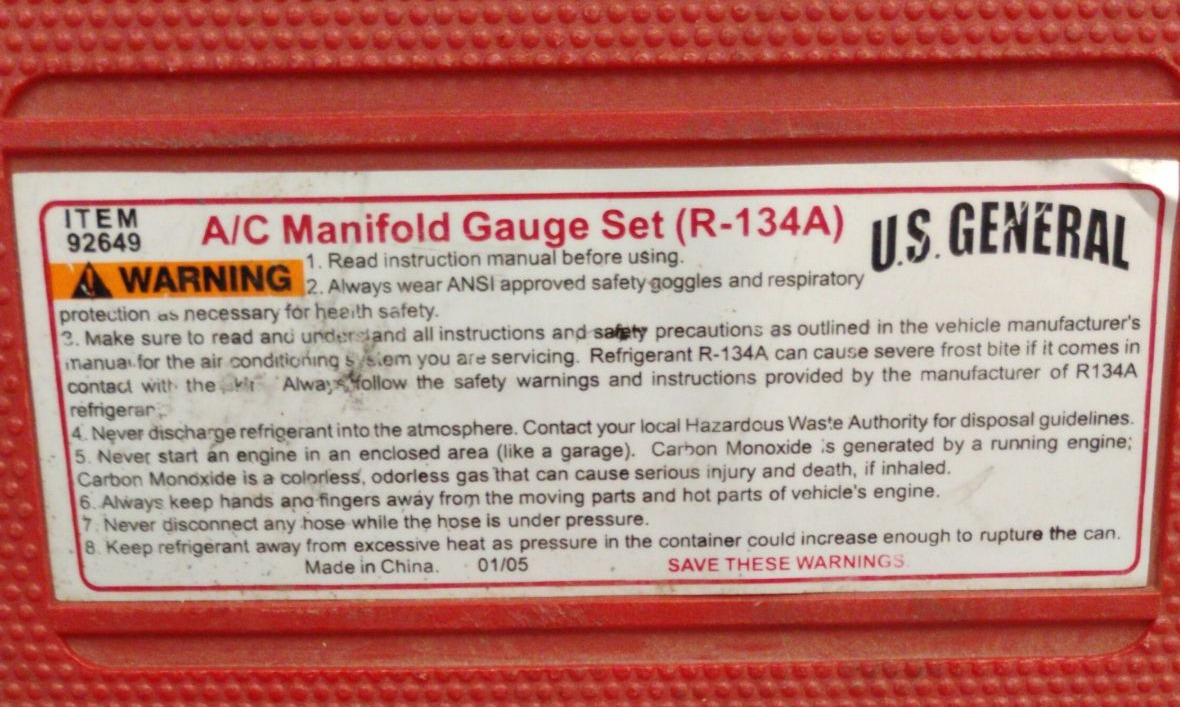 ITEM
92649
A/C Manifold Gauge Set (R-134A)
U.S. GENERAL
WARNING
1. Read instruction manual before using.
2. Always wear ANSI approved safety goggles and respiratory
protection as necessary for health safety.
3. Make sure to read and understand all instructions and safety precautions as outlined in the vehicle manufacturer's
manual for the air conditioning system you are servicing. Refrigerant R-134A can cause severe frost bite if it comes in
contact with the Always follow the safety warnings and instructions provided by the manufacturer of R134A
refrigerant.
4. Never discharge refrigerant into the atmosphere. Contact your local Hazardous Waste Authority for disposal guidelines.
5. Never start an engine in an enclosed area (like a garage). Carbon Monoxide is generated by a running engine;
Carbon Monoxide is a colorless, odorless gas that can cause serious injury and death, if inhaled.
6. Always keep hands and fingers away from the moving parts and hot parts of vehicle's engine.
7. Never disconnect any hose while the hose is under pressure.
8. Keep refrigerant away from excessive heat as pressure in the container could increase enough to rupture the can.
Made in China. 01/05 SAVE THESE WARNINGS.